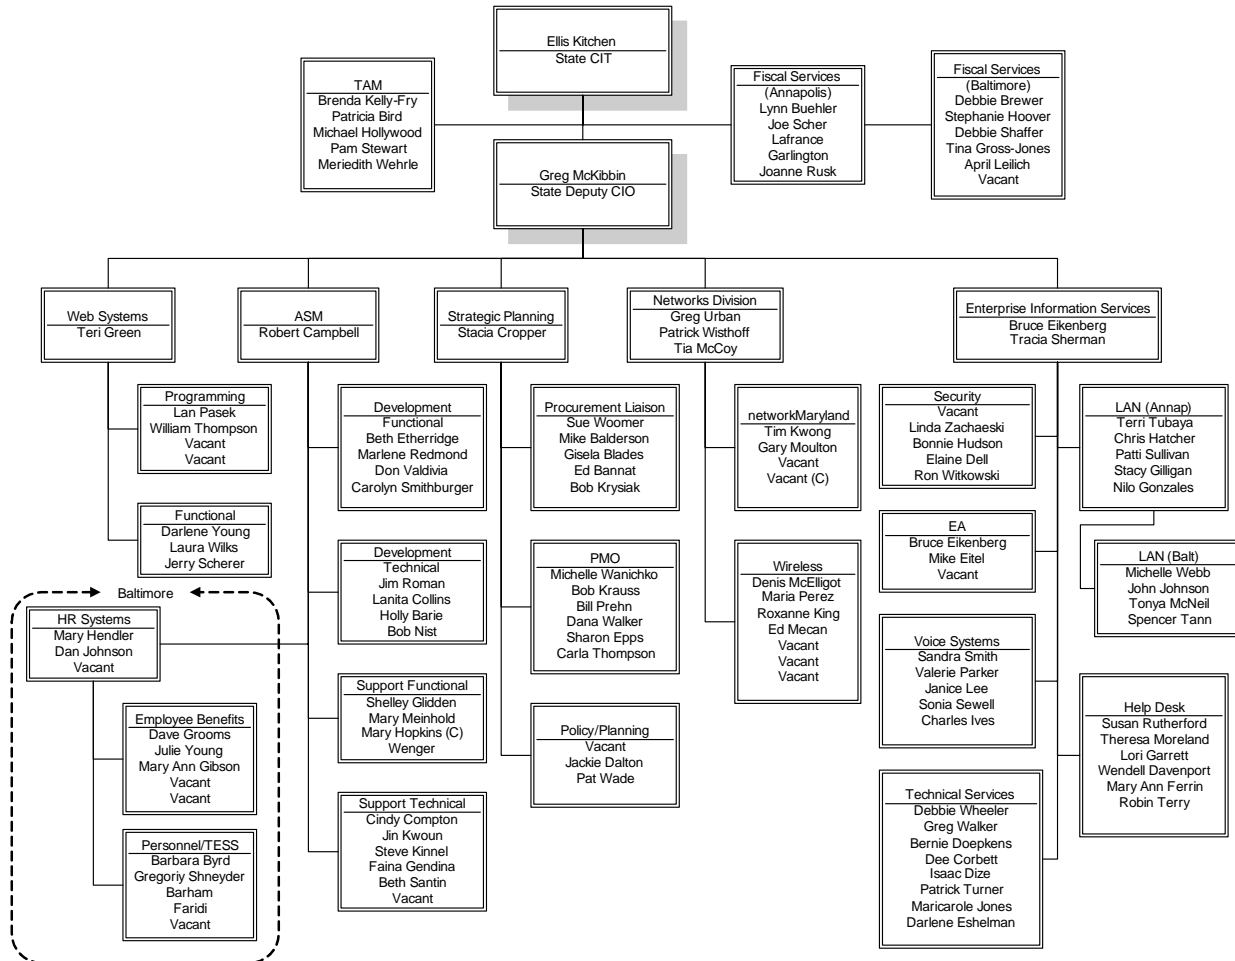 Ellis Kitchen
State CIT
TAM
Brenda Kelly-Fry
Patricia Bird
Michael Hollywood
Pam Stewart
Meriedith Wehrle
Fiscal Services
(Annapolis)
Lynn Buehler
Joe Scher
Lafrance
Garlington
Joanne Rusk
Fiscal Services
(Baltimore)
Debbie Brewer
Stephanie Hoover
Debbie Shaffer
Tina Gross-Jones
April Leilich
Vacant
Greg McKibbin
State Deputy CIO
Web Systems
Teri Green
ASM
Robert Campbell
Strategic Planning
Stacia Cropper
Networks Division
Greg Urban
Patrick Wisthoff
Tia McCoy
Enterprise Information Services
Bruce Eikenberg
Tracia Sherman
Programming
Lan Pasek
William Thompson
Vacant
Vacant
Functional
Darlene Young
Laura Wilks
Jerry Scherer
Baltimore
HR Systems
Mary Hendler
Dan Johnson
Vacant
Employee Benefits
Dave Grooms
Julie Young
Mary Ann Gibson
Vacant
Vacant
Personnel/TESS
Barbara Byrd
Gregoriy Shneyder
Barham
Faridi
Vacant
Development
Functional
Beth Etherridge
Marlene Redmond
Don Valdivia
Carolyn Smithburger
Development
Technical
Jim Roman
Lanita Collins
Holly Barie
Bob Nist
Support Functional
Shelley Glidden
Mary Meinhold
Mary Hopkins (C)
Wenger
Support Technical
Cindy Compton
Jin Kwoun
Steve Kinnel
Faina Gendina
Beth Santin
Vacant
Procurement Liaison
Sue Woomer
Mike Balderson
Gisela Blades
Ed Bannat
Bob Krysiak
PMO
Michelle Wanichko
Bob Krauss
Bill Prehn
Dana Walker
Sharon Epps
Carla Thompson
Policy/Planning
Vacant
Jackie Dalton
Pat Wade
networkMaryland
Tim Kwong
Gary Moulton
Vacant
Vacant (C)
Wireless
Denis McElligot
Maria Perez
Roxanne King
Ed Mecan
Vacant
Vacant
Vacant
Security
Vacant
Linda Zachaeski
Bonnie Hudson
Elaine Dell
Ron Witkowski
EA
Bruce Eikenberg
Mike Eitel
Vacant
Voice Systems
Sandra Smith
Valerie Parker
Janice Lee
Sonia Sewell
Charles Ives
Technical Services
Debbie Wheeler
Greg Walker
Bernie Doepkens
Dee Corbett
Isaac Dize
Patrick Turner
Maricarole Jones
Darlene Eshelman
LAN (Annap)
Terri Tubaya
Chris Hatcher
Patti Sullivan
Stacy Gilligan
Nilo Gonzales
LAN (Balt)
Michelle Webb
John Johnson
Tonya McNeil
Spencer Tann
Help Desk
Susan Rutherford
Theresa Moreland
Lori Garrett
Wendell Davenport
Mary Ann Ferrin
Robin Terry